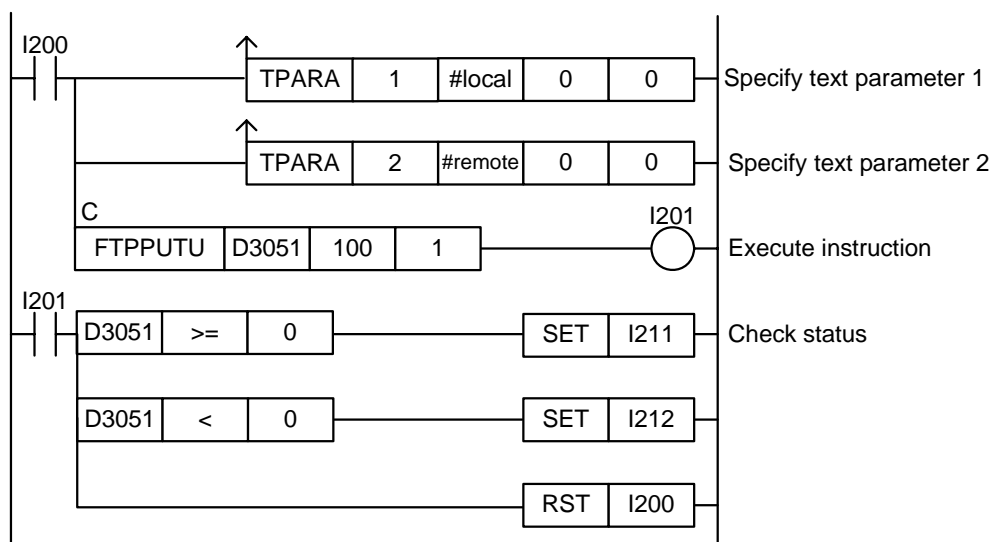 I200
TPARA 1 #local 0 0 Specify text parameter 1
TPARA 2 #remote 0 0 Specify text parameter 2
C
I201
FTPPUTU D3051 100 1 Execute instruction
I201
D3051 >= 0 SET I211 Check status
D3051 < 0 SET I212
RST I200